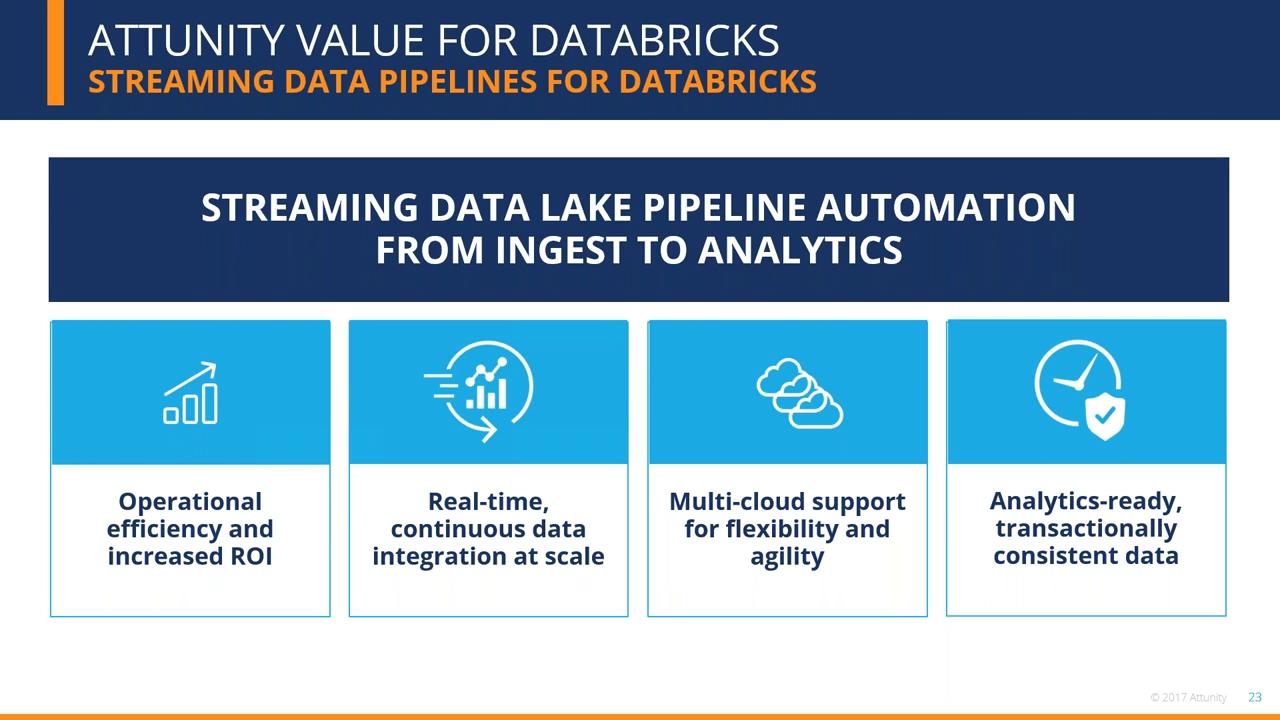 ATTUNITY VALUE FOR DATABRICKS
STREAMING DATA PIPELINES FOR DATABRICKS
STREAMING DATA LAKE PIPELINE AUTOMATION
FROM INGEST TO ANALYTICS
Operational
efficiency and
increased ROI
Real-time,
continuous data
integration at scale
Multi-cloud support
for flexibility and
agility
Analytics-ready,
transactionally
consistent data
© 2017 Attunity 23